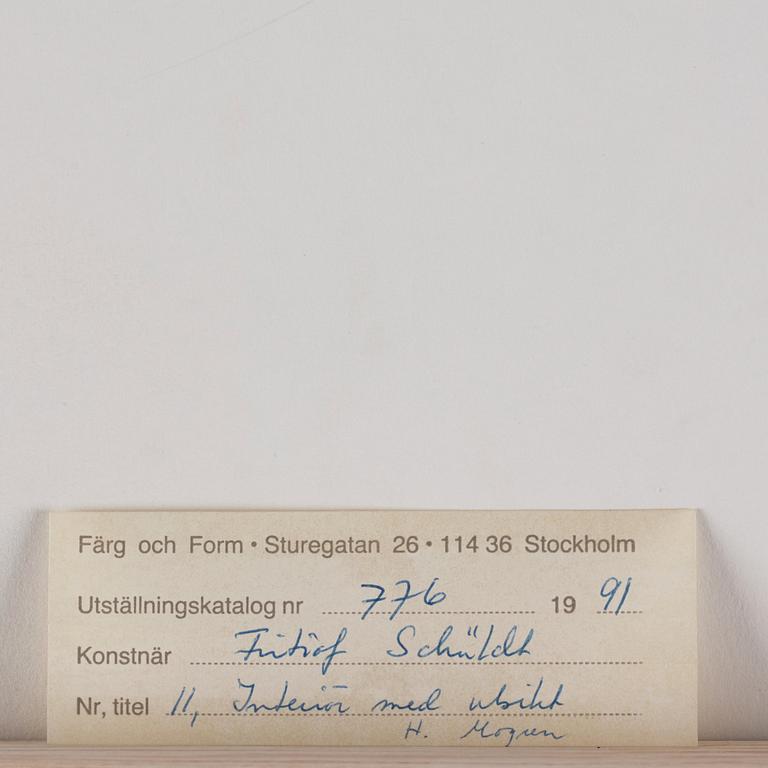 Färg och Form • Sturegatan 26 • 114 36 Stockholm
Utställningskatalog nr 776 19 91
Konstnär Fritiof Schüldt
Nr, titel 11, Interiör med utsikt
H. Mogren